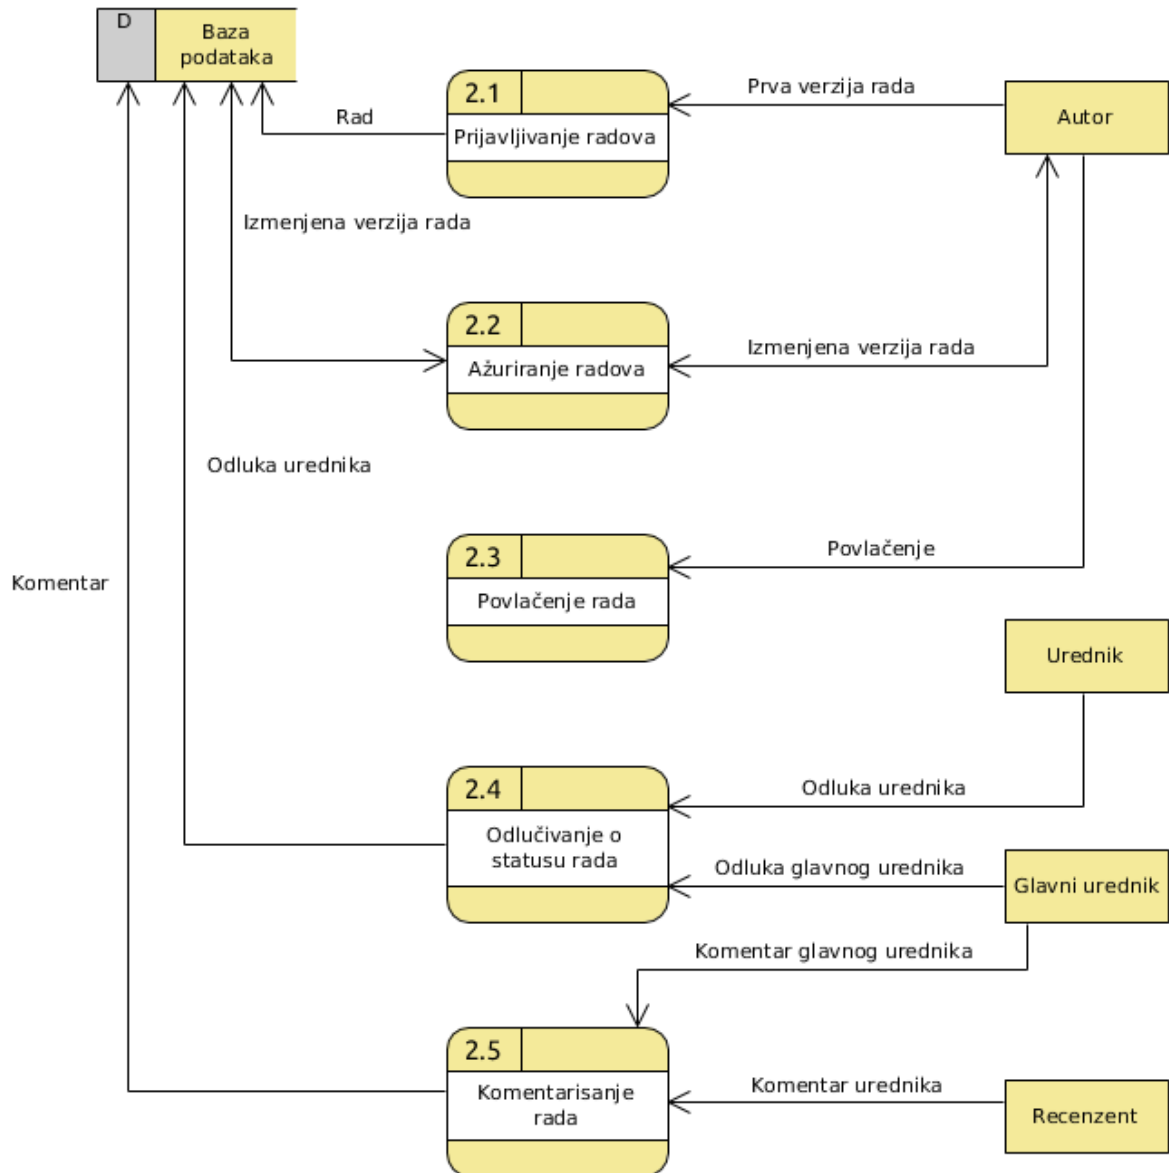 D
Baza
podataka
2.1
Prijavljivanje radova
Prva verzija rada
Autor
Rad
Izmenjena verzija rada
2.2
Ažuriranje radova
Izmenjena verzija rada
Odluka urednika
2.3
Povlačenje rada
Povlačenje
Komentar
Urednik
2.4
Odlučivanje o
statusu rada
Odluka urednika
Odluka glavnog urednika
Glavni urednik
Komentar glavnog urednika
2.5
Komentarisanje
rada
Komentar urednika
Recenzent